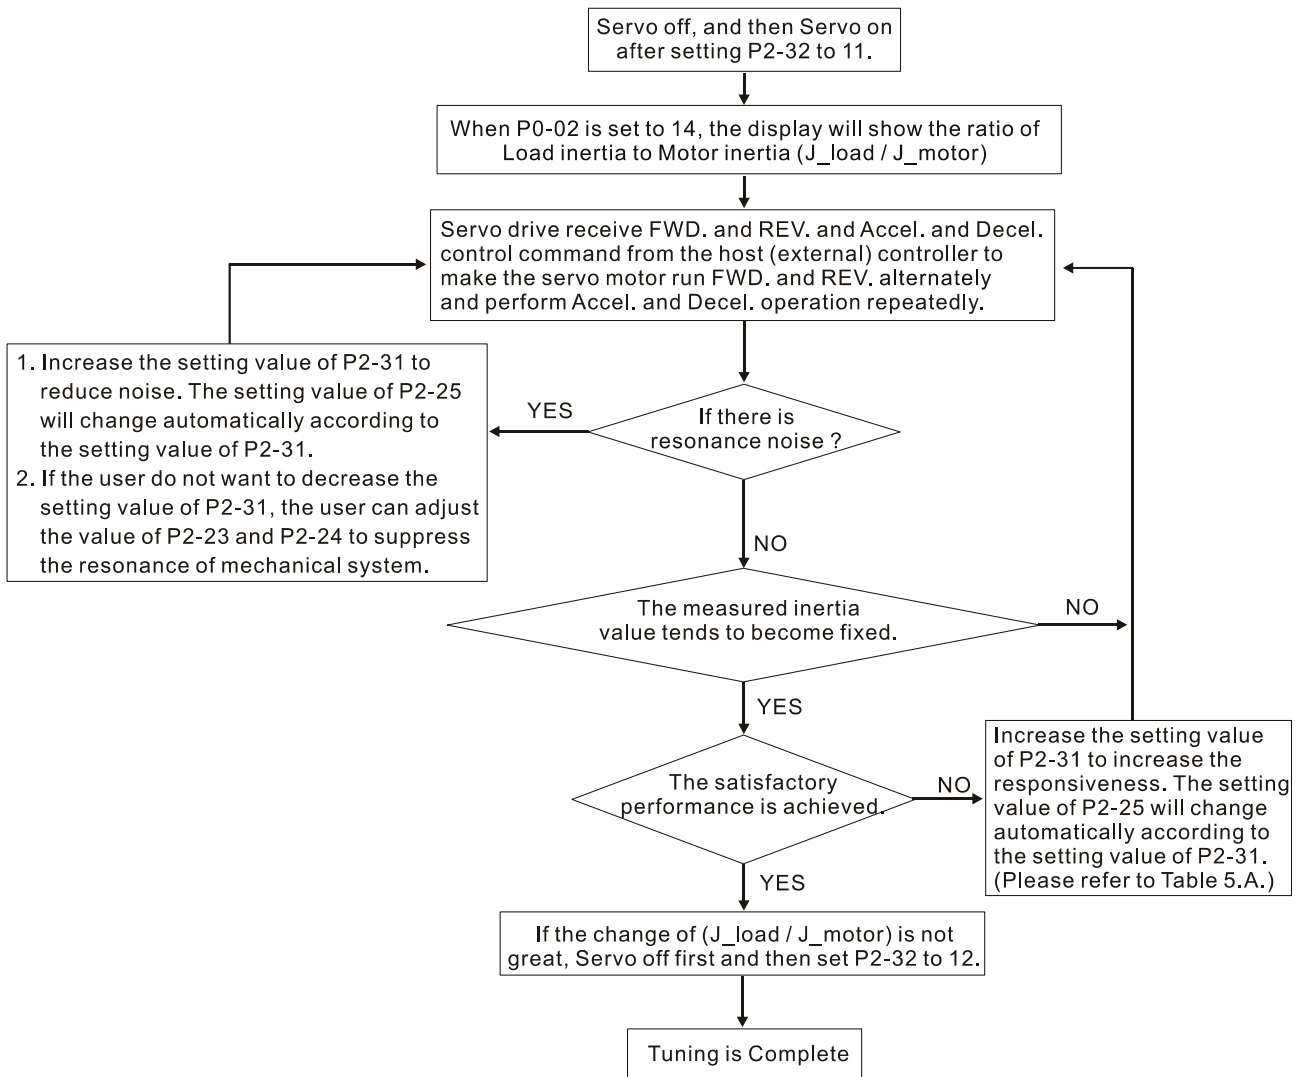 Servo off, and then Servo on
after setting P2-32 to 11.
When P0-02 is set to 14, the display will show the ratio of
Load inertia to Motor inertia (J_load / J_motor)
Servo drive receive FWD. and REV. and Accel. and Decel.
control command from the host (external) controller to
make the servo motor run FWD. and REV. alternately
and perform Accel. and Decel. operation repeatedly.
1. Increase the setting value of P2-31 to
reduce noise. The setting value of P2-25
will change automatically according to
the setting value of P2-31.
2. If the user do not want to decrease the
setting value of P2-31, the user can adjust
the value of P2-23 and P2-24 to suppress
the resonance of mechanical system.
YES
If there is
resonance noise ?
NO
The measured inertia
value tends to become fixed.
NO
YES
The satisfactory
performance is achieved.
NO
Increase the setting value
of P2-31 to increase the
responsiveness. The setting
value of P2-25 will change
automatically according to
the setting value of P2-31.
(Please refer to Table 5.A.)
YES
If the change of (J_load / J_motor) is not
great, Servo off first and then set P2-32 to 12.
Tuning is Complete